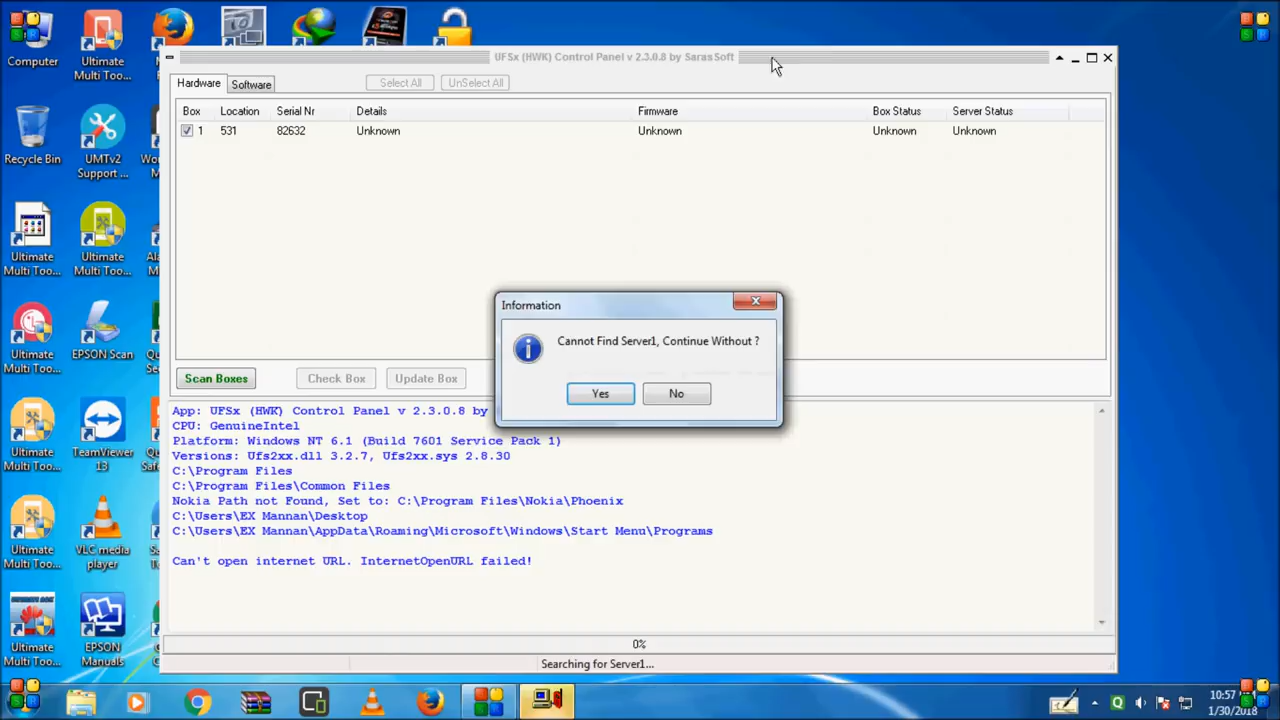 UFSx (HWK) Control Panel v 2.3.0.8 by SarasSoft
Computer
Ultimate
Multi Too...
Hardware
Software
Select All
UnSelect All
Box
Location
Serial Nr
Details
Firmware
Box Status
Server Status
1
531
82632
Unknown
Unknown
Unknown
Unknown
Recycle Bin
UMTv2
Support ...
Ultimate
Multi Too...
Ultimate
Multi Too...
Information
Cannot Find Server1, Continue Without ?
Yes
No
Ultimate
Multi Too...
EPSON Scan
Scan Boxes
Check Box
Update Box
App: UFSx (HWK) Control Panel v 2.3.0.8 by
CPU: GenuineIntel
Platform: Windows NT 6.1 (Build 7601 Service Pack 1)
Versions: Ufs2xx.dll 3.2.7, Ufs2xx.sys 2.8.30
C:\Program Files
C:\Program Files\Common Files
Nokia Path not Found, Set to: C:\Program Files\Nokia\Phoenix
C:\Users\EX Mannan\Desktop
C:\Users\EX Mannan\AppData\Roaming\Microsoft\Windows\Start Menu\Programs
Can't open internet URL. InternetOpenURL failed!
Ultimate
Multi Too...
TeamViewer
13
Ultimate
Multi Too...
VLC media
player
Ultimate
Multi Too...
EPSON
Manuals
0%
Searching for Server1...
10:57
1/30/2018